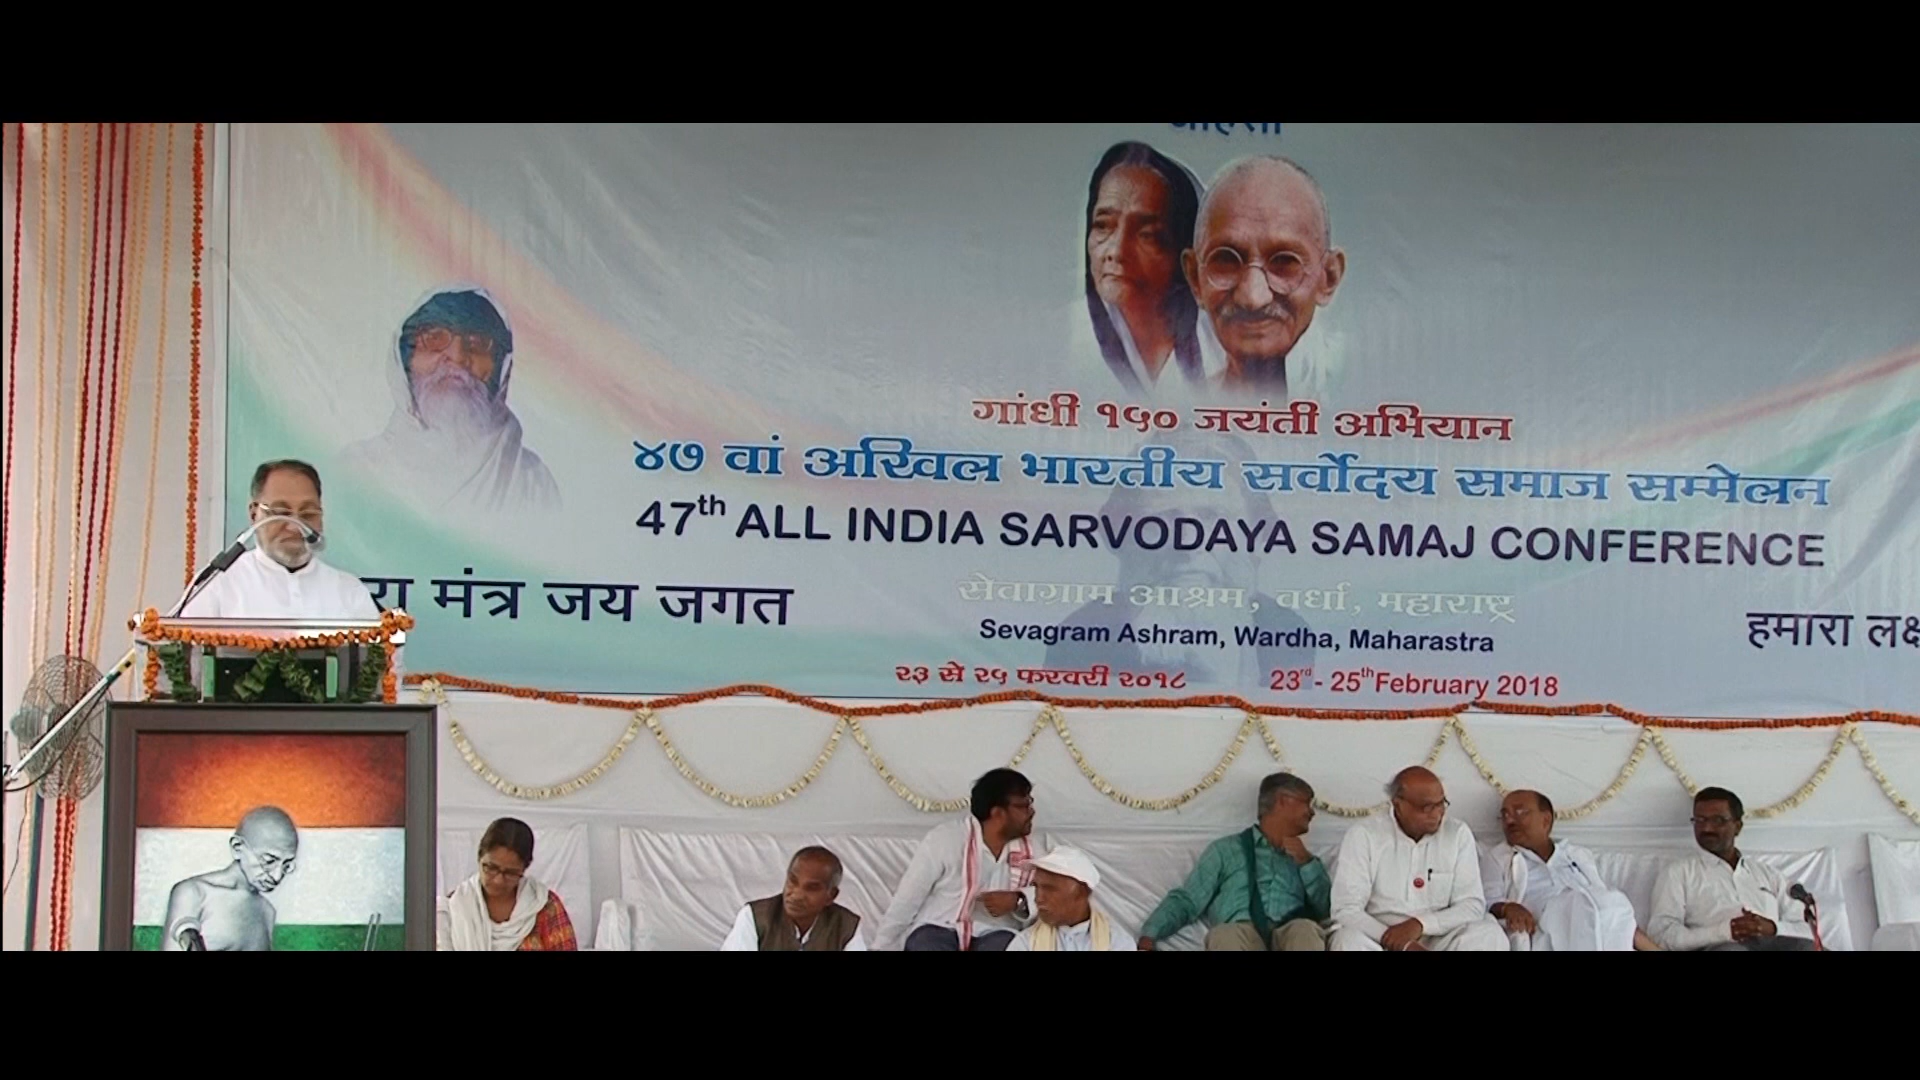 अहिंसा
गांधी १५० जयंती अभियान
४७ वां अखिल भारतीय सर्वोदय समाज सम्मेलन
47th ALL INDIA SARVODAYA SAMAJ CONFERENCE
मंत्र जय जगत
सेवाग्राम आश्रम, वर्धा, महाराष्ट्र
हमारा
Sevagram Ashram, Wardha, Maharastra
२३ से २५ फरवरी २०१८ 23rd - 25th February 2018